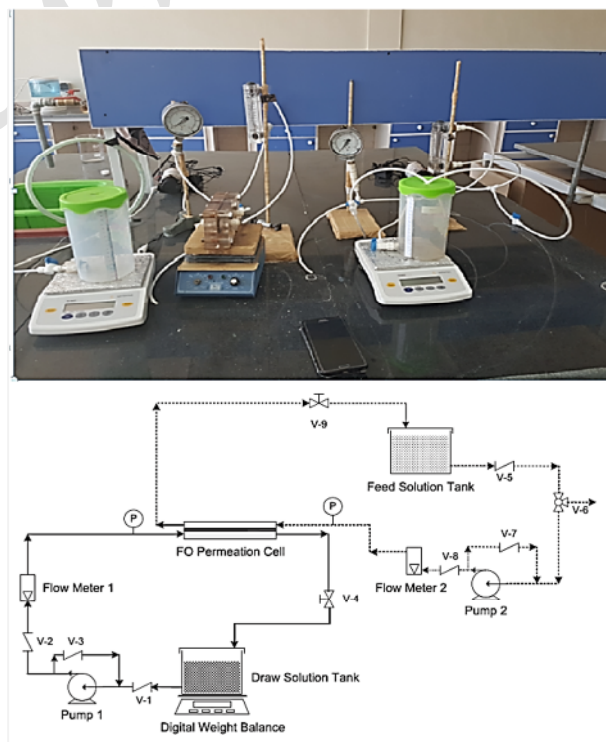 V-9
Feed Solution Tank
V-5
V-6
P
P
FO Permeation Cell
V-7
V-8
Flow Meter 2
Pump 2
Flow Meter 1
V-4
V-2
V-3
V-1
Pump 1
Draw Solution Tank
Digital Weight Balance